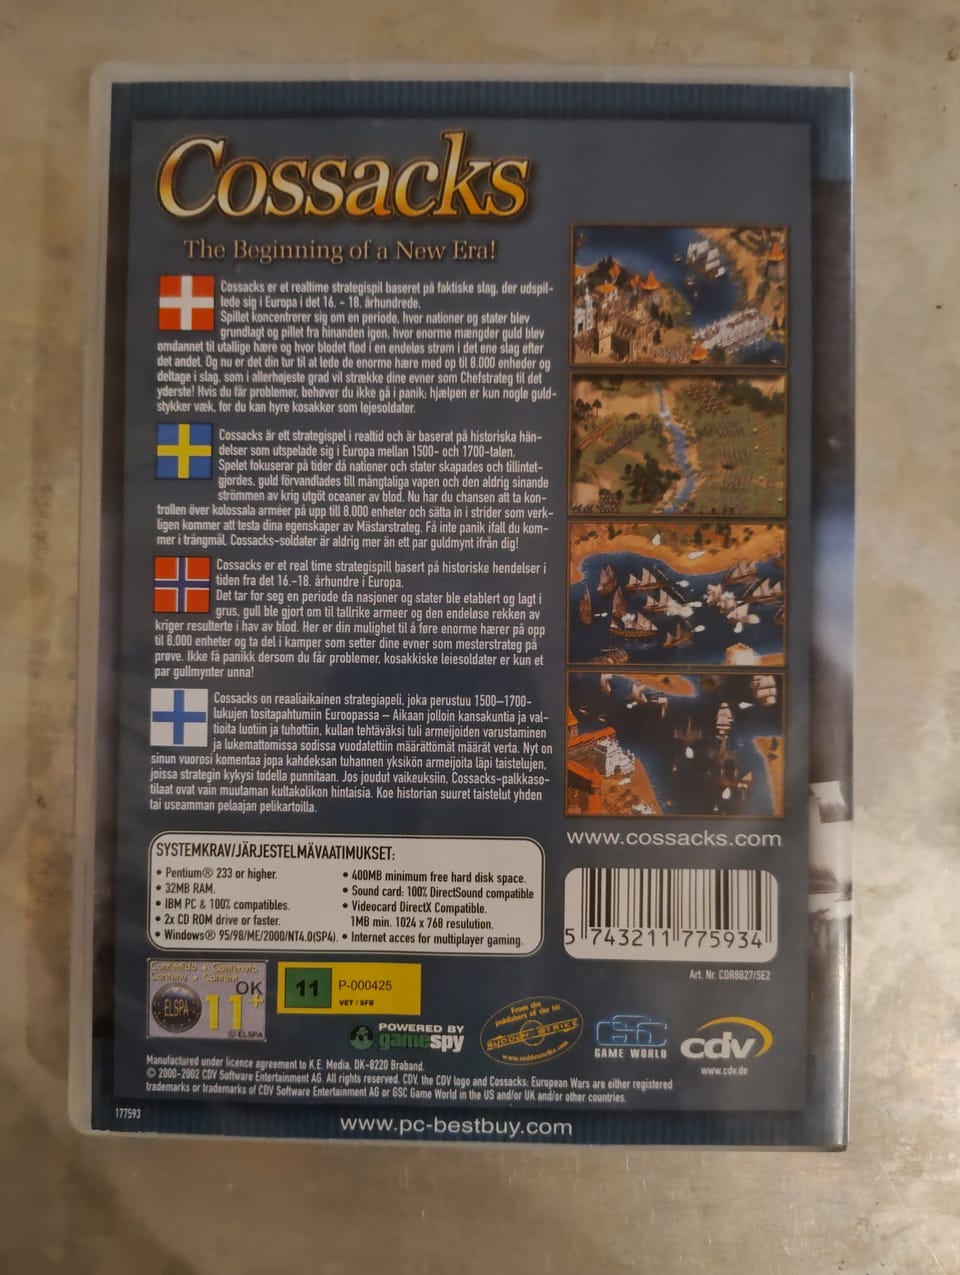 Cossacks
The Beginning of a New Era!
Cossacks er et realtime strategispil baseret på faktiske slag, der udspil-
lede sig i Europa i det 16. - 18. århundrede.
Spillet koncentrerer sig om en periode, hvor nationer og stater blev
grundlagt og pillet fra hinanden igen, hvor enorme mængder guld blev
omdannet til utallige hære og hvor blodet flød i en endeløs strøm i det ene slag efter
det andet. Og nu er det din tur til at lede de enorme hære med op til 8.000 enheder og
deltage i slag, som i allerhøjeste grad vil strække dine evner som Chefstrateg til det
yderste! Hvis du får problemer, behøver du ikke gå i panik; hjælpen er kun nogle guld-
stykker væk, for du kan hyre kosakker som lejesoldater.
Cossacks är ett strategispel i realtid och är baserat på historiska hän-
delser som utspelade sig i Europa mellan 1500- och 1700-talen.
Spelet fokuserar på tider då nationer och stater skapades och tillintet-
gjordes, guld förvandlades till mångtaliga vapen och den aldrig sinande
strömmen av krig utgöt oceaner av blod. Nu har du chansen att ta kon-
trollen över kolossala arméer på upp till 8.000 enheter och sätta in i strider som verk-
ligen kommer att testa dina egenskaper av Mästarstrateg. Få inte panik ifall du kom-
mer i trångmål, Cossacks-soldater är aldrig mer än ett par guldmynt ifrån dig!
Cossacks er et real time strategispill basert på historiske hendelser i
tiden fra det 16.-18. århundre i Europa.
Det tar for seg en periode da nasjoner og stater ble etablert og lagt i
grus, gull ble gjort om til tallrike armeer og den endeløse rekken av
kriger resulterte i hav av blod. Her er din mulighet til å føre enorme hærer på opp
til 8.000 enheter og ta del i kamper som setter dine evner som mesterstrateg på
prøve. Ikke få panikk dersom du får problemer, kosakkiske leiesoldater er kun et
par gullmynter unna!
Cossacks on reaaliaikainen strategiapeli, joka perustuu 1500–1700-
lukujen tositapahtumiin Euroopassa – Aikaan jolloin kansakuntia ja val-
tioita luotiin ja tuhottiin, kullan tehtäväksi tuli armeijoiden varustaminen
ja lukemattomissa sodissa vuodatettiin määrättömät määrät verta. Nyt on
sinun vuorosi komentaa jopa kahdeksan tuhannen yksikön armeijoita läpi taistelujen,
joissa strategin kykysi todella punnitaan. Jos joudut vaikeuksiin, Cossacks-palkkaso-
tilaat ovat vain muutaman kultakolikon hintaisia. Koe historian suuret taistelut yhden
tai useamman pelaajan pelikartoilla.
www.cossacks.com
SYSTEMKRAV/JÄRJESTELMÄVAATIMUKSET:
• Pentium® 233 or higher.
• 32MB RAM.
• IBM PC & 100% compatibles.
• 2x CD ROM drive or faster.
• Windows® 95/98/ME/2000/NT4.0(SP4).
• 400MB minimum free hard disk space.
• Sound card: 100% DirectSound compatible
• Videocard DirectX Compatible.
1MB min. 1024 x 768 resulution.
• Internet acces for multiplayer gaming.
5 743211 775934
Art. Nr. CDR8027/SE2
Contenido • Contenuto
Contenu • Content
OK
ELSPA
11+
© ELSPA
11
P-000425
VET / SFB
POWERED BY
gamespy
From the
publishers of the hit
SUDDEN STRIKE
www.suddenstrike.com
GSC
GAME WORLD
cdv
www.cdv.de
Manufactured under licence agreement to K.E. Media. DK-8220 Braband.
© 2000-2002 CDV Software Entertainment AG. All rights reserved. CDV, the CDV logo and Cossacks: European Wars are either registered
trademarks or trademarks of CDV Software Entertainment AG or GSC Game World in the US and/or UK and/or other countries.
177593
www.pc-bestbuy.com